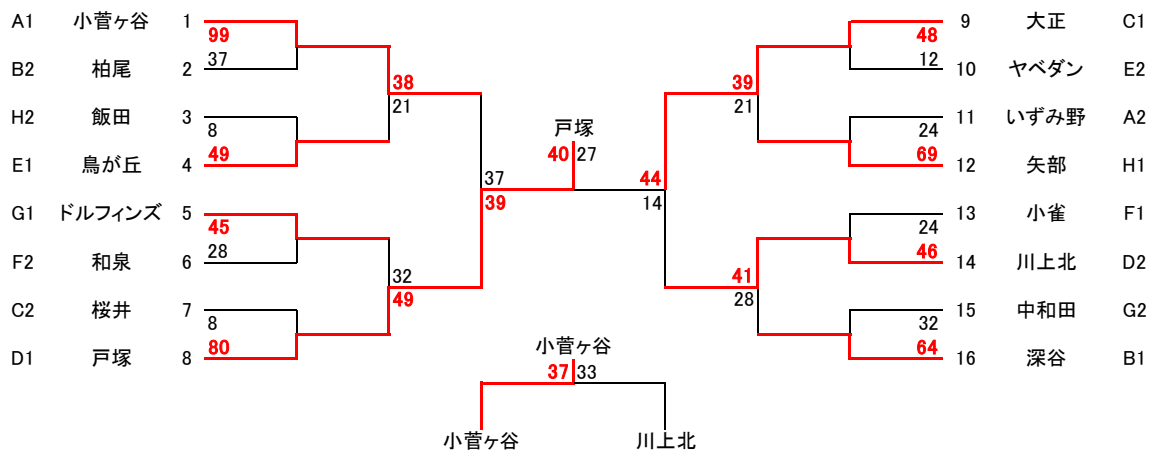 A1 小菅ヶ谷 1
99
37
B2 柏尾 2
H2 飯田 3
8
49
E1 鳥が丘 4
G1 ドルフィンズ 5
45
28
F2 和泉 6
C2 桜井 7
8
80
D1 戸塚 8
38
21
32
49
37
39
戸塚
40 27
44
14
39
21
41
28
9 大正 C1
48
12
10 ヤベダン E2
11 いずみ野 A2
24
69
12 矢部 H1
13 小雀 F1
24
46
14 川上北 D2
15 中和田 G2
32
64
16 深谷 B1
小菅ヶ谷
37 33
小菅ヶ谷 川上北